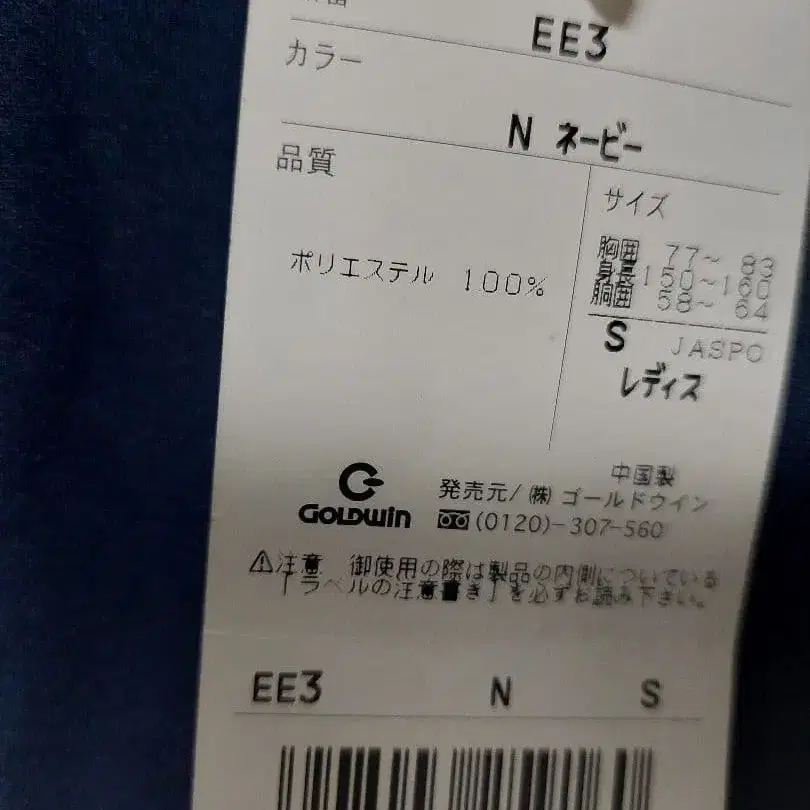 EE3
カラー
N ネービー
品質
ポリエステル 100%
サイズ
胸囲 77~ 83
身長150~160
胴囲 58~ 64
S JASPO
レディス
GOLDWIN
中国製
発売元/㈱ゴールドウイン
(0120)-307-560
⚠注意 御使用の際は製品の内側についている
「ラベルの注意書き」を必ずお読み下さい。
EE3 N S